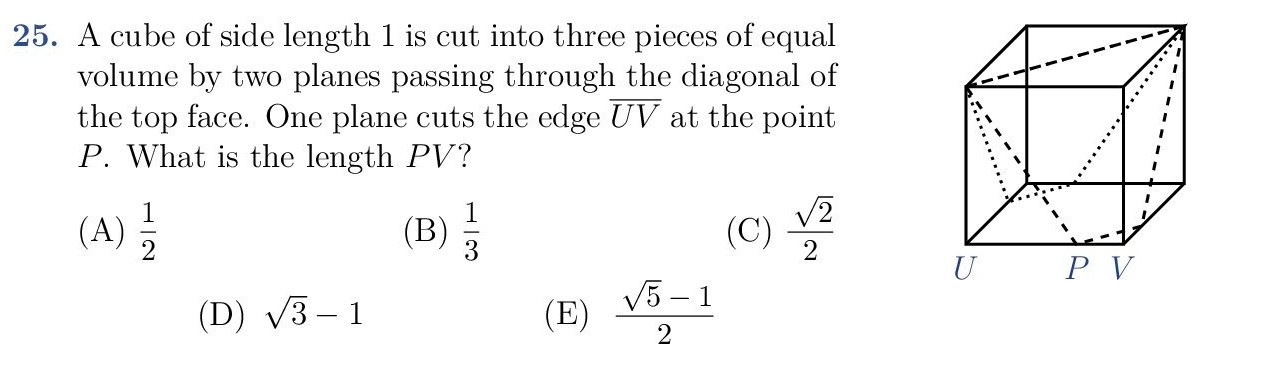 25. A cube of side length 1 is cut into three pieces of equal
volume by two planes passing through the diagonal of
the top face. One plane cuts the edge $\overline{UV}$ at the point
P. What is the length PV?
(A) $\frac{1}{2}$ (B) $\frac{1}{3}$ (C) $\frac{\sqrt{2}}{2}$
(D) $\sqrt{3} - 1$ (E) $\frac{\sqrt{5} - 1}{2}$
U P V